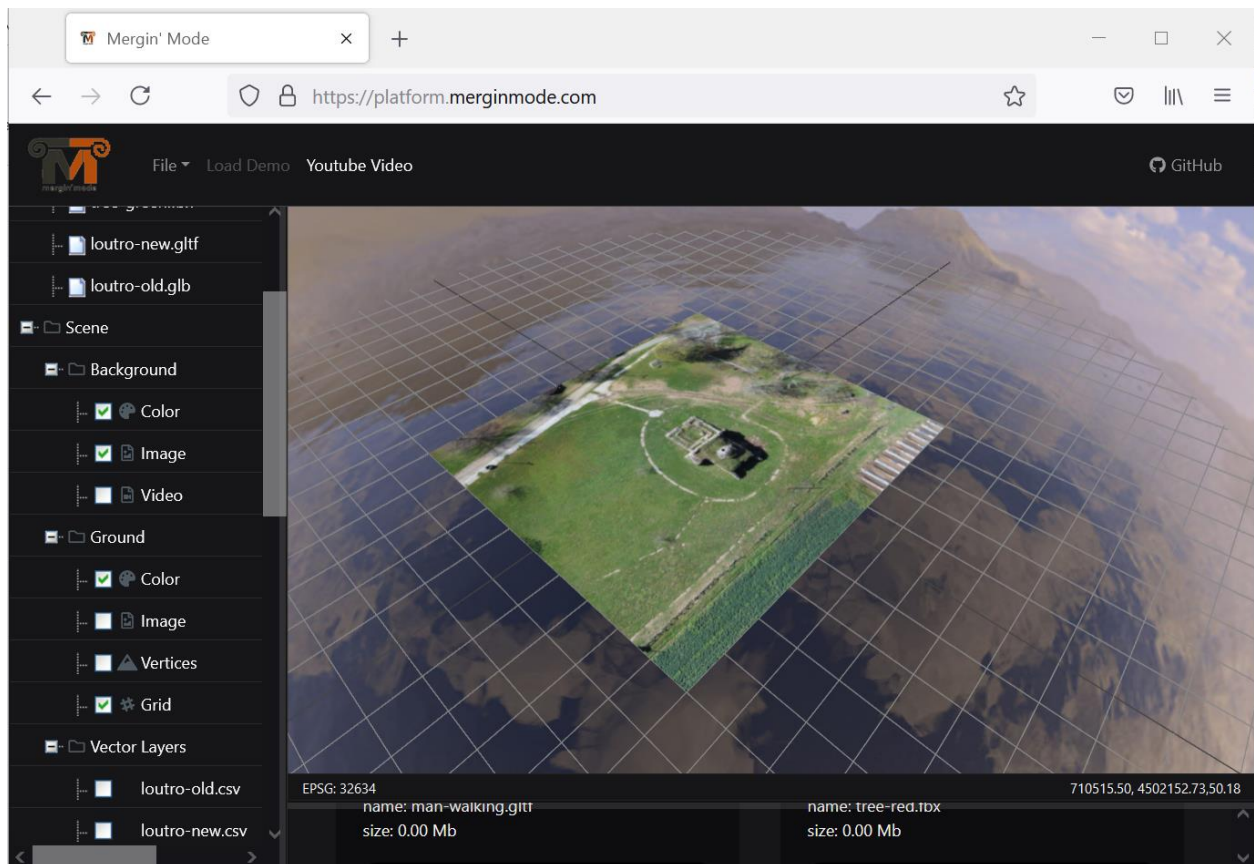 Mergin' Mode
https://platform.merginmode.com
mergin'mode
File
Load Demo
Youtube Video
GitHub
loutro-new.gltf
loutro-old.glb
Scene
Background
Color
Image
Video
Ground
Color
Image
Vertices
Grid
Vector Layers
loutro-old.csv
loutro-new.csv
EPSG: 32634
710515.50, 4502152.73,50.18
name: man-walking.gltf
size: 0.00 Mb
name: tree-red.fbx
size: 0.00 Mb